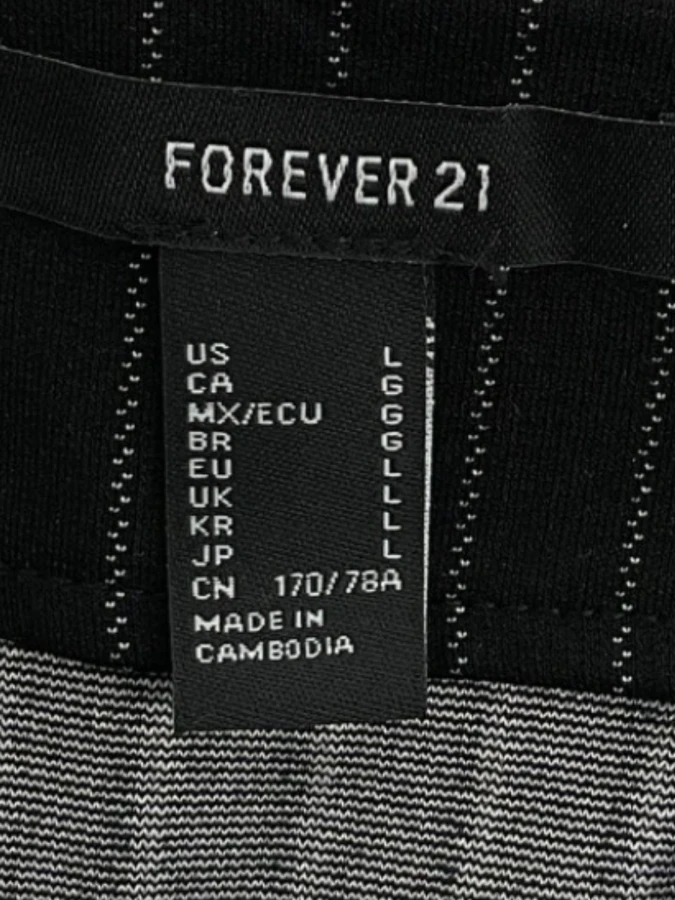 FOREVER 21
US L
CA G
MX/ECU G
BR G
EU L
UK L
KR L
JP L
CN 170/78A
MADE IN
CAMBODIA